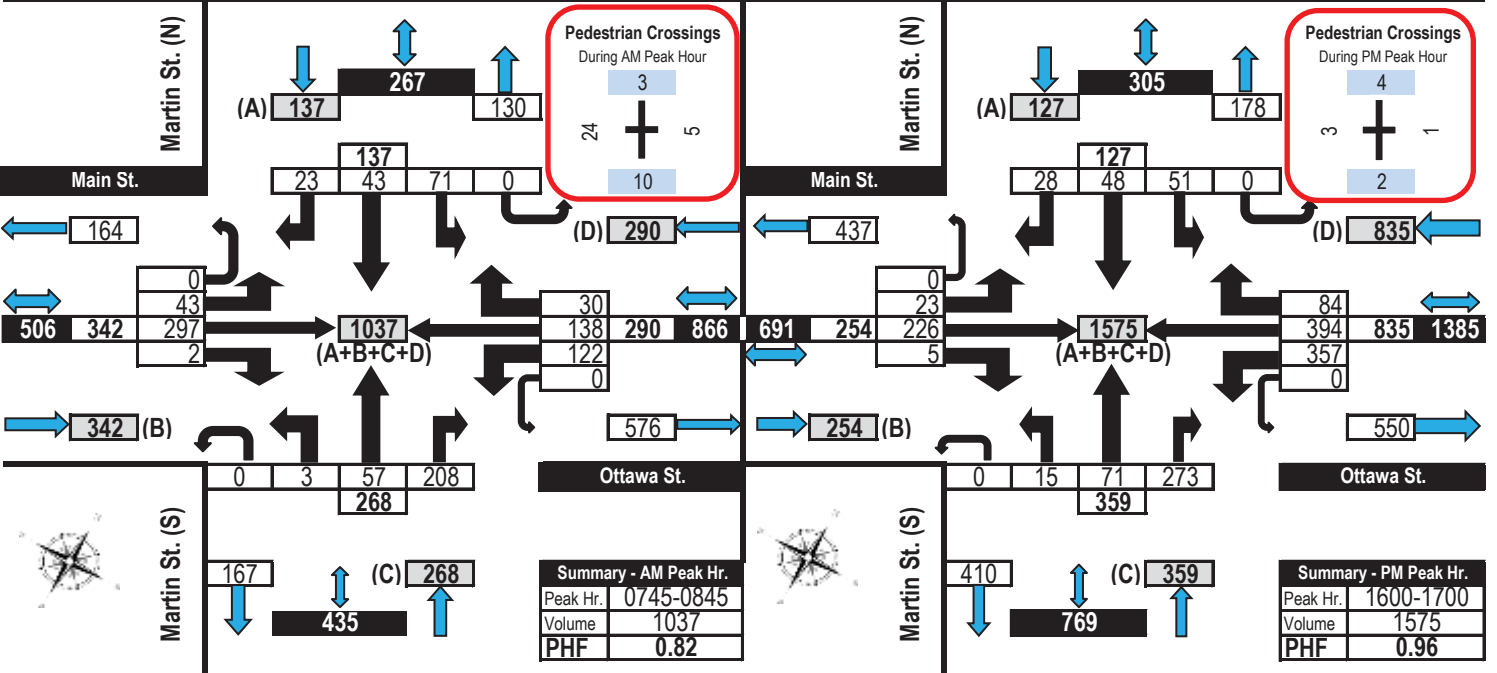 Martin St. (N)
267
(A) 137
130
Pedestrian Crossings
During AM Peak Hour
3
24
5
10
137
23 43 71 0
Main St.
164
(D) 290
0
43
506 342 297
2
1037
(A+B+C+D)
30
138 290 866
122
0
342 (B)
576
0 3 57 208
268
Ottawa St.
Martin St. (S)
167
(C) 268
435
Summary - AM Peak Hr.
Peak Hr. 0745-0845
Volume 1037
PHF 0.82
Martin St. (N)
305
(A) 127
178
Pedestrian Crossings
During PM Peak Hour
4
3
1
2
127
28 48 51 0
Main St.
437
(D) 835
0
23
691 254 226
5
1575
(A+B+C+D)
84
394 835 1385
357
0
254 (B)
550
0 15 71 273
359
Ottawa St.
Martin St. (S)
410
(C) 359
769
Summary - PM Peak Hr.
Peak Hr. 1600-1700
Volume 1575
PHF 0.96